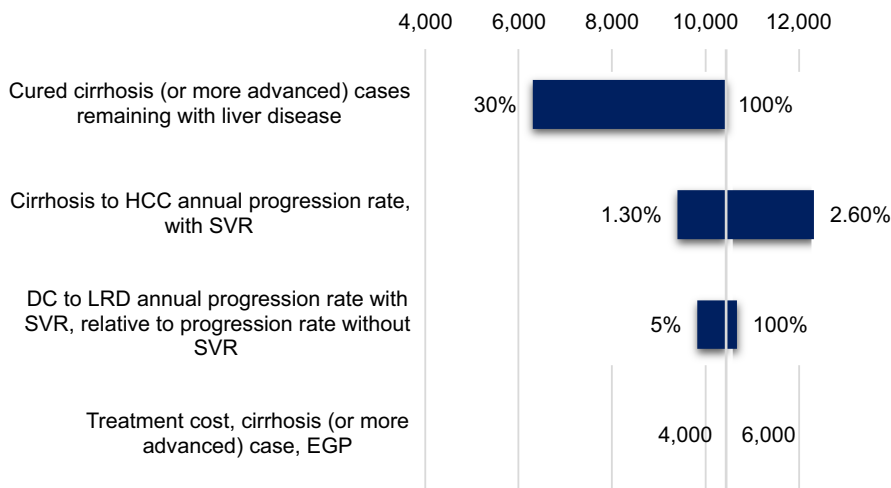 4,000 6,000 8,000 10,000 12,000
Cured cirrhosis (or more advanced) cases
remaining with liver disease
30% 100%
Cirrhosis to HCC annual progression rate,
with SVR
1.30% 2.60%
DC to LRD annual progression rate with
SVR, relative to progression rate without
SVR
5% 100%
Treatment cost, cirrhosis (or more
advanced) case, EGP
4,000 6,000